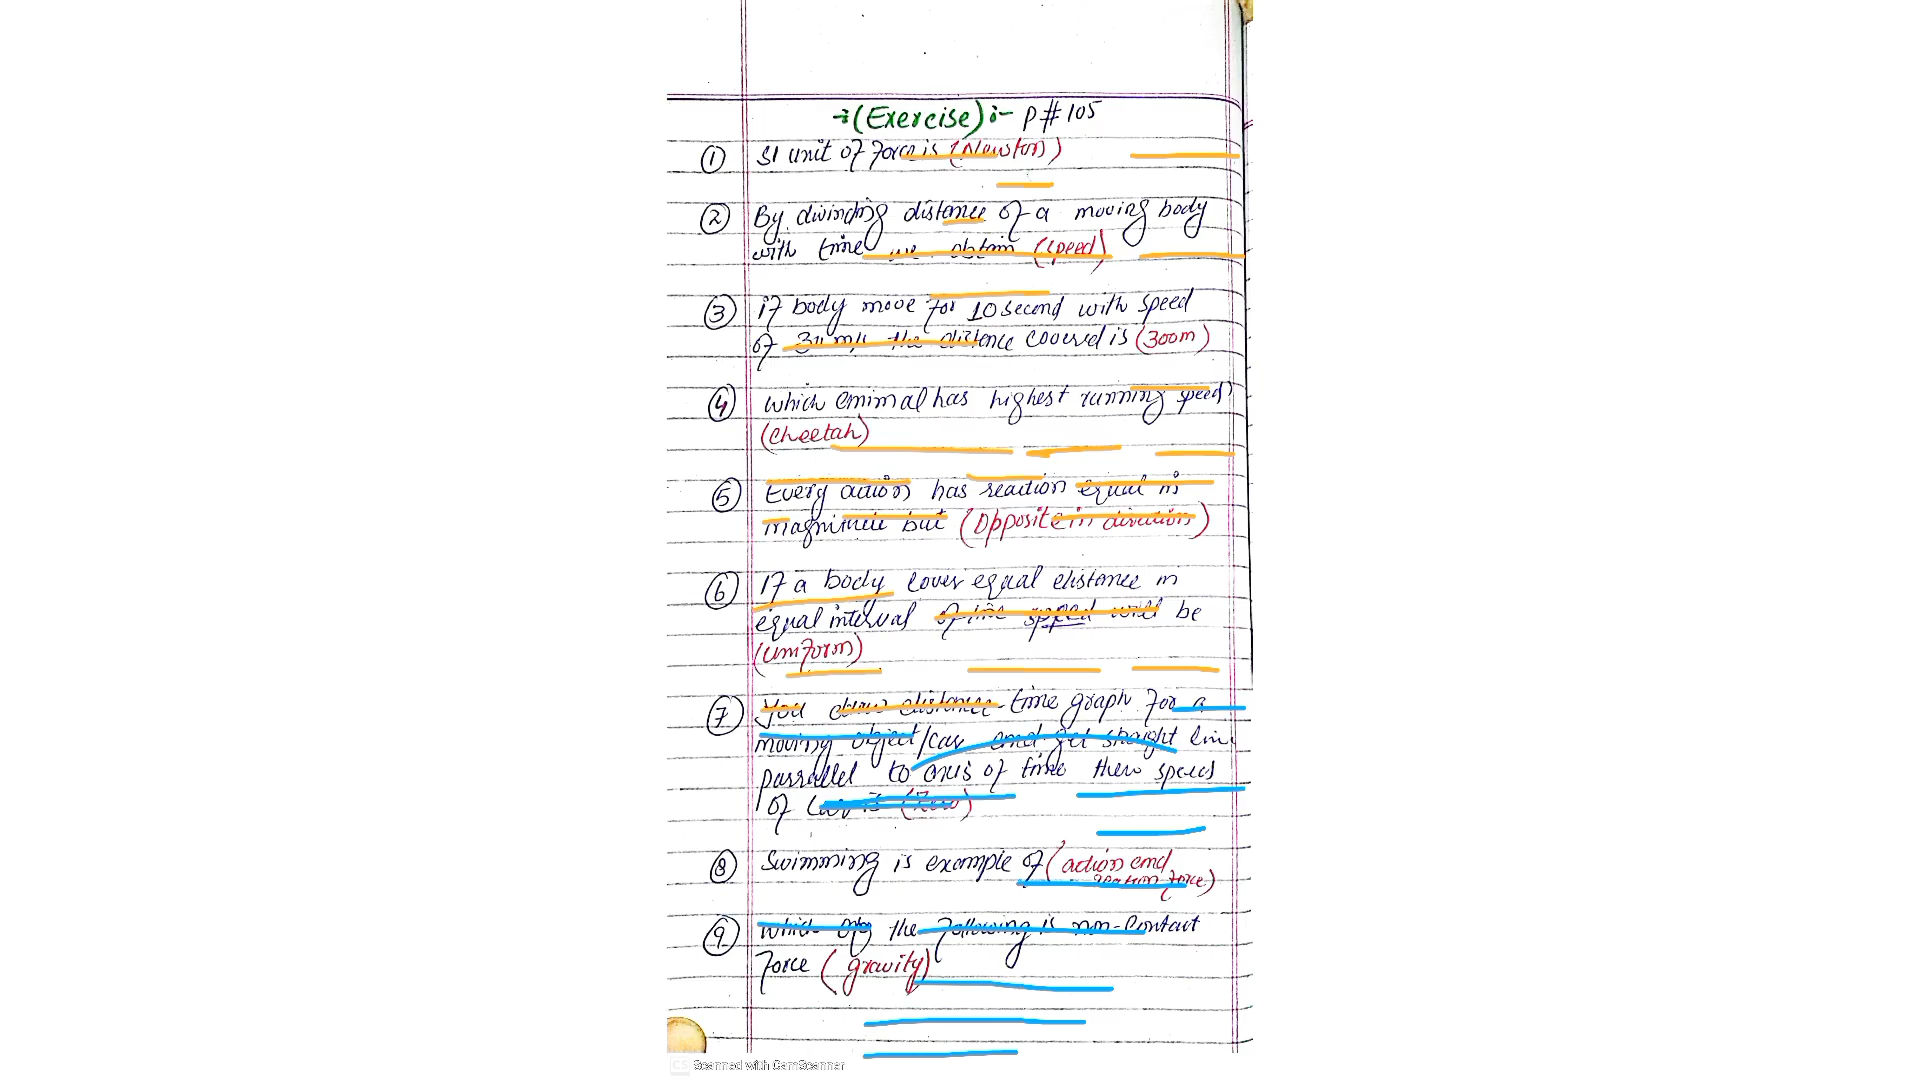 -:(Exercise):- P#105
① SI unit of force is (Newton)
② By divinding distance of a moving body
with time we obtain (speed)
③ if body move for 10 second with speed
of the distance covered is (300m)
④ which animal has highest running speed?
(cheetah)
⑤ Every action has reaction equal in
but (Opposite in direction)
⑥ If a body cover equal distance in
equal interval of time speed will be
(uniform)
⑦ You draw distance-time graph for a
moving object/car and get straight line
parrallel to axis of time then speed
of car is (Zero)
⑧ Swimming is example of (action and
reaction force)
⑨ which of the following is non-Contact
force (gravity)
CS Scanned with CamScanner